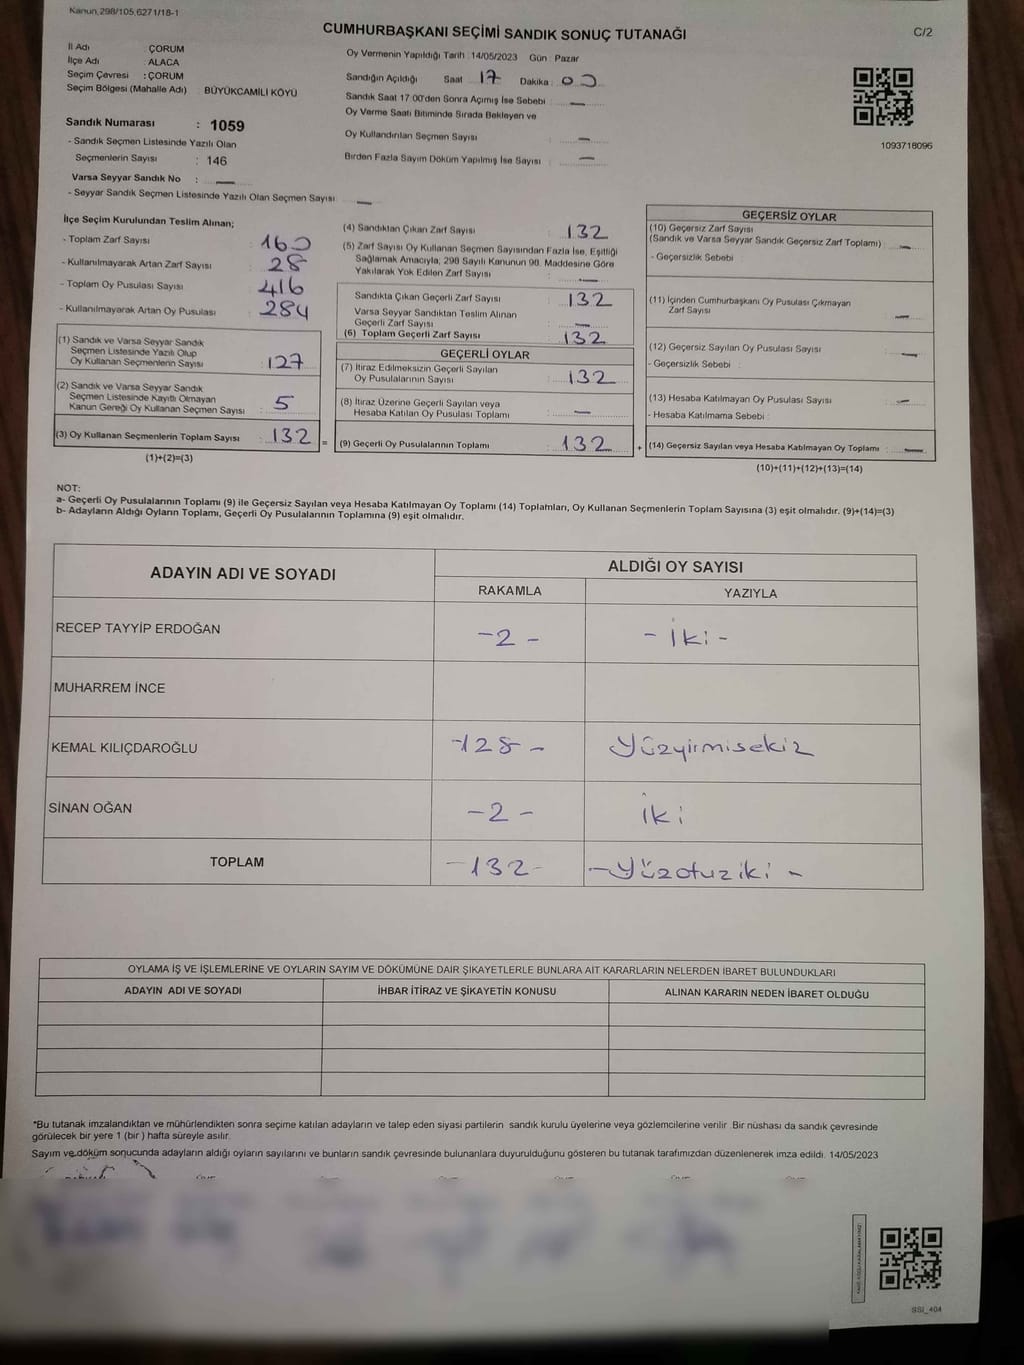 Kanun,298/105,6271/18-1
CUMHURBAŞKANI SEÇİMİ SANDIK SONUÇ TUTANAĞI
C/2
İl Adı : ÇORUM
İlçe Adı : ALACA
Seçim Çevresi : ÇORUM
Seçim Bölgesi (Mahalle Adı) : BÜYÜKCAMİLİ KÖYÜ
Sandık Numarası : 1059
- Sandık Seçmen Listesinde Yazılı Olan
Seçmenlerin Sayısı : 146
Varsa Seyyar Sandık No : —
- Seyyar Sandık Seçmen Listesinde Yazılı Olan Seçmen Sayısı : —
Oy Vermenin Yapıldığı Tarih :14/05/2023 Gün : Pazar
Sandığın Açıldığı Saat : 17 Dakika : 00
Sandık Saat 17:00'den Sonra Açımış İse Sebebi : —
Oy Verme Saati Bitiminde Sırada Bekleyen ve
Oy Kullandırılan Seçmen Sayısı : —
Birden Fazla Sayım Döküm Yapılmış İse Sayısı : —
1093718096
İlçe Seçim Kurulundan Teslim Alınan;
- Toplam Zarf Sayısı : 160
- Kullanılmayarak Artan Zarf Sayısı : 28
- Toplam Oy Pusulası Sayısı : 416
- Kullanılmayarak Artan Oy Pusulası : 284
(1) Sandık ve Varsa Seyyar Sandık
Seçmen Listesinde Yazılı Olup
Oy Kullanan Seçmenlerin Sayısı : 127
(2) Sandık ve Varsa Seyyar Sandık
Seçmen Listesinde Kayıtlı Olmayan
Kanun Gereği Oy Kullanan Seçmen Sayısı : 5
(3) Oy Kullanan Seçmenlerin Toplam Sayısı : 132 =
(1)+(2)=(3)
(4) Sandıktan Çıkan Zarf Sayısı : 132
(5) Zarf Sayısı Oy Kullanan Seçmen Sayısından Fazla İse, Eşitliği
Sağlamak Amacıyla, 298 Sayılı Kanunun 98. Maddesine Göre
Yakılarak Yok Edilen Zarf Sayısı : —
Sandıkta Çıkan Geçerli Zarf Sayısı : 132
Varsa Seyyar Sandıktan Teslim Alınan
Geçerli Zarf Sayısı : —
(6) Toplam Geçerli Zarf Sayısı : 132
GEÇERLİ OYLAR
(7) İtiraz Edilmeksizin Geçerli Sayılan
Oy Pusulalarının Sayısı : 132
(8) İtiraz Üzerine Geçerli Sayılan veya
Hesaba Katılan Oy Pusulası Toplamı : —
(9) Geçerli Oy Pusulalarının Toplamı : 132 +
GEÇERSİZ OYLAR
(10) Geçersiz Zarf Sayısı
(Sandık ve Varsa Seyyar Sandık Geçersiz Zarf Toplamı) : —
- Geçersizlik Sebebi :
(11) İçinden Cumhurbaşkanı Oy Pusulası Çıkmayan
Zarf Sayısı : —
(12) Geçersiz Sayılan Oy Pusulası Sayısı : —
- Geçersizlik Sebebi :
(13) Hesaba Katılmayan Oy Pusulası Sayısı : —
- Hesaba Katılmama Sebebi :
(14) Geçersiz Sayılan veya Hesaba Katılmayan Oy Toplamı : —
(10)+(11)+(12)+(13)=(14)
NOT:
a- Geçerli Oy Pusulalarının Toplamı (9) ile Geçersiz Sayılan veya Hesaba Katılmayan Oy Toplamı (14) Toplamları, Oy Kullanan Seçmenlerin Toplam Sayısına (3) eşit olmalıdır. (9)+(14)=(3)
b- Adayların Aldığı Oyların Toplamı, Geçerli Oy Pusulalarının Toplamına (9) eşit olmalıdır.
ADAYIN ADI VE SOYADI
ALDIĞI OY SAYISI
RAKAMLA YAZIYLA
RECEP TAYYİP ERDOĞAN -2- -İki-
MUHARREM İNCE
KEMAL KILIÇDAROĞLU -128- Yüzyirmisekiz
SİNAN OĞAN -2- İki
TOPLAM -132- -Yüzotuziki-
OYLAMA İŞ VE İŞLEMLERİNE VE OYLARIN SAYIM VE DÖKÜMÜNE DAİR ŞİKAYETLERLE BUNLARA AİT KARARLARIN NELERDEN İBARET BULUNDUKLARI
ADAYIN ADI VE SOYADI İHBAR İTİRAZ VE ŞİKAYETİN KONUSU ALINAN KARARIN NEDEN İBARET OLDUĞU
*Bu tutanak imzalandıktan ve mühürlendikten sonra seçime katılan adayların ve talep eden siyasi partilerin sandık kurulu üyelerine veya gözlemcilerine verilir .Bir nüshası da sandık çevresinde
görülecek bir yere 1 (bir ) hafta süreyle asılır.
Sayım ve döküm sonucunda adayların aldığı oyların sayılarını ve bunların sandık çevresinde bulunanlara duyurulduğunu gösteren bu tutanak tarafımızdan düzenlenerek imza edildi. 14/05/2023
SSI_404